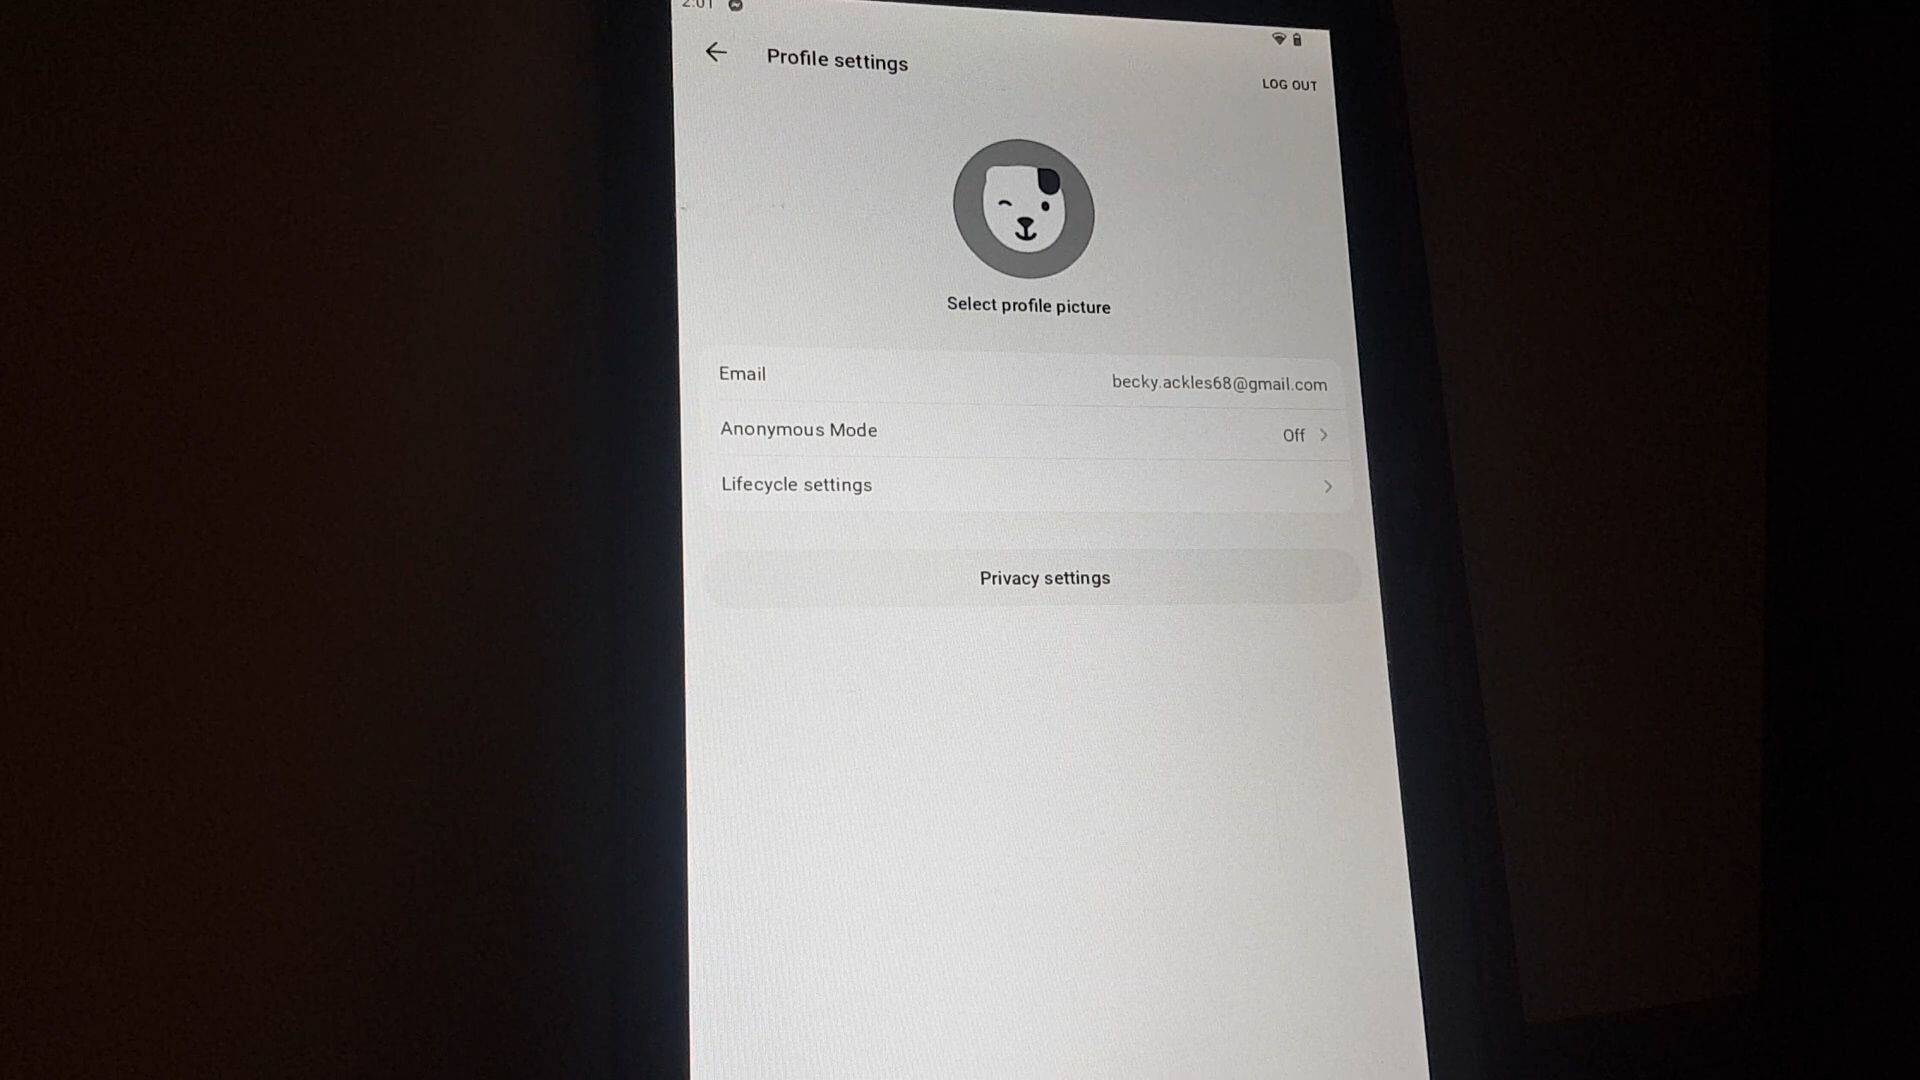 2:01
Profile settings
LOG OUT
Select profile picture
Email
becky.ackles68@gmail.com
Anonymous Mode
Off
Lifecycle settings
Privacy settings